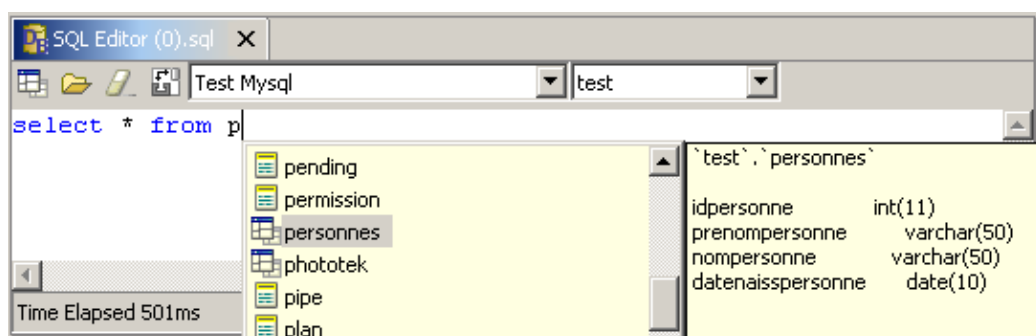 SQL Editor (0).sql
Test Mysql test
select * from p
pending
permission
personnes
phototek
pipe
plan
`test`.`personnes`
idpersonne int(11)
prenompersonne varchar(50)
nompersonne varchar(50)
datenaisspersonne date(10)
Time Elapsed 501ms